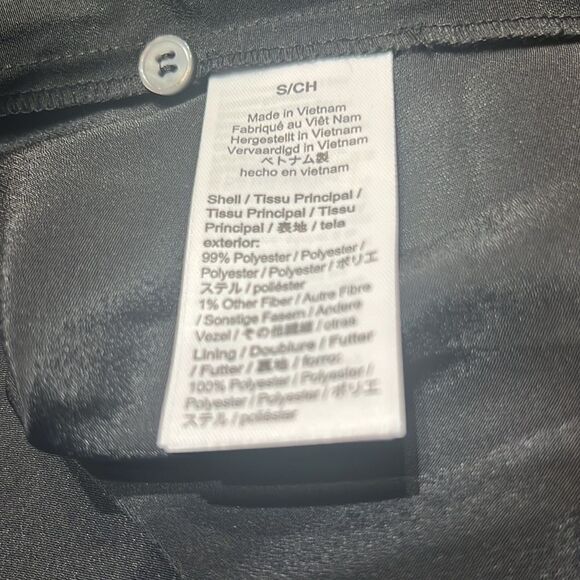 S/CH
Made in Vietnam
Fabriqué au Viêt Nam
Hergestellt in Vietnam
Vervaardigd in Vietnam
ベトナム製
hecho en vietnam
Shell / Tissu Principal /
Tissu Principal / Tissu
Principal / 表地 / tela
exterior:
99% Polyester / Polyester /
Polyester / Polyester / ポリエ
ステル / poliéster
1% Other Fiber / Autre Fibre
/ Sonstige Fasern / Andere
Vezel / その他繊維 / otras
Lining / Doublure / Futter
/ Futter / 裏地 / forro:
100% Polyester / Polyester /
Polyester / Polyester / ポリエ
ステル / poliéster